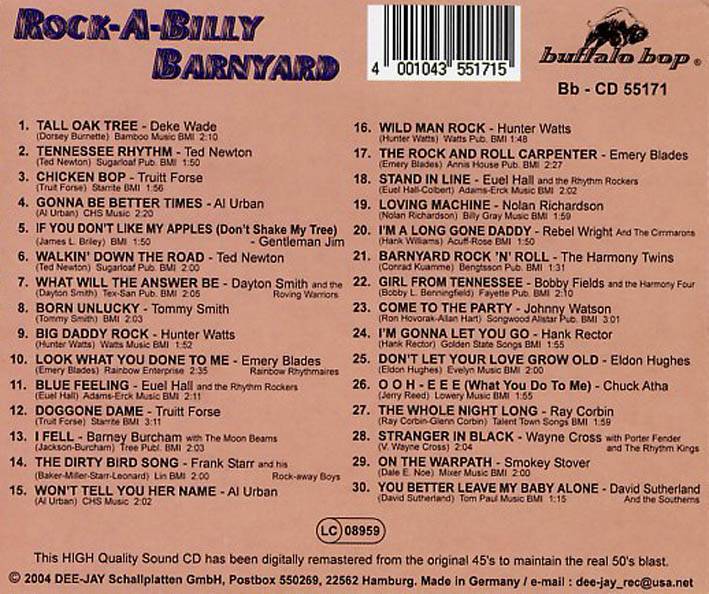 ROCK-A-BILLY
BARNYARD
4 001043 551715
buffalo bop ®
Bb - CD 55171
1. TALL OAK TREE - Deke Wade
(Dorsey Burnette) Bamboo Music BMI 2:10
2. TENNESSEE RHYTHM - Ted Newton
(Ted Newton) Sugarloaf Pub. BMI 1:50
3. CHICKEN BOP - Truitt Forse
(Truit Forse) Starrite BMI 1:56
4. GONNA BE BETTER TIMES - Al Urban
(Al Urban) CHS Music 2:20
5. IF YOU DON'T LIKE MY APPLES (Don't Shake My Tree)
(James L. Briley) BMI 1:50 - Gentleman Jim
6. WALKIN' DOWN THE ROAD - Ted Newton
(Ted Newton) Sugarloaf Pub. BMI 2:00
7. WHAT WILL THE ANSWER BE - Dayton Smith and the
(Dayton Smith) Tex-San Pub. BMI 2:05 Roving Warriors
8. BORN UNLUCKY - Tommy Smith
(Tommy Smith) BMI 2:03
9. BIG DADDY ROCK - Hunter Watts
(Hunter Watts) Watts Music BMI 1:52
10. LOOK WHAT YOU DONE TO ME - Emery Blades
(Emery Blades) Rainbow Enterprise 2:35 Rainbow Rhythmaires
11. BLUE FEELING - Euel Hall and the Rhythm Rockers
(Euel Hall) Adams-Erck Music BMI 2:11
12. DOGGONE DAME - Truitt Forse
(Truit Forse) Starrite BMI 3:11
13. I FELL - Barney Burcham with The Moon Beams
(Jackson-Burcham) Tree Publ. BMI 2:03
14. THE DIRTY BIRD SONG - Frank Starr and his
(Baker-Miller-Starr-Leonard) Lin BMI 2:00 Rock-away Boys
15. WON'T TELL YOU HER NAME - Al Urban
(Al Urban) CHS Music 2:02
16. WILD MAN ROCK - Hunter Watts
(Hunter Watts) Watts Pub. BMI 1:48
17. THE ROCK AND ROLL CARPENTER - Emery Blades
(Emery Blades) Annis House Pub. BMI 2:27
18. STAND IN LINE - Euel Hall and the Rhythm Rockers
(Euel Hall-Colbert) Adams-Erck Music BMI 2:02
19. LOVING MACHINE - Nolan Richardson
(Nolan Richardson) Billy Gray Music BMI 1:59
20. I'M A LONG GONE DADDY - Rebel Wright And The Cimmarons
(Hank Williams) Acuff-Rose BMI 1:50
21. BARNYARD ROCK 'N' ROLL - The Harmony Twins
(Conrad Kuamme) Bengtsson Pub. BMI 1:31
22. GIRL FROM TENNESSEE - Bobby Fields and the Harmony Four
(Bobby L. Benningfield) Fayette Pub. BMI 2:10
23. COME TO THE PARTY - Johnny Watson
(Ron Hovorak-Allan Hart) Songwood Allstar Pub. BMI 3:01
24. I'M GONNA LET YOU GO - Hank Rector
(Hank Rector) Golden State Songs BMI 1:55
25. DON'T LET YOUR LOVE GROW OLD - Eldon Hughes
(Eldon Hughes) Evelyn Music BMI 2:00
26. O O H - E E E (What You Do To Me) - Chuck Atha
(Jerry Reed) Lowery Music BMI 1:55
27. THE WHOLE NIGHT LONG - Ray Corbin
(Ray Corbin-Glenn Corbin) Talent Town Songs BMI 1:59
28. STRANGER IN BLACK - Wayne Cross with Porter Fender
(V. Wayne Cross) 2:04 and The Rhythm Kings
29. ON THE WARPATH - Smokey Stover
(Dale E. Noe) Mixer Music BMI 2:00
30. YOU BETTER LEAVE MY BABY ALONE - David Sutherland
(David Sutherland) Tom Paul Music BMI 1:15 And the Southerns
LC 08959
This HIGH Quality Sound CD has been digitally remastered from the original 45's to maintain the real 50's blast.
© 2004 DEE-JAY Schallplatten GmbH, Postbox 550269, 22562 Hamburg. Made in Germany / e-mail : dee-jay_rec@usa.net